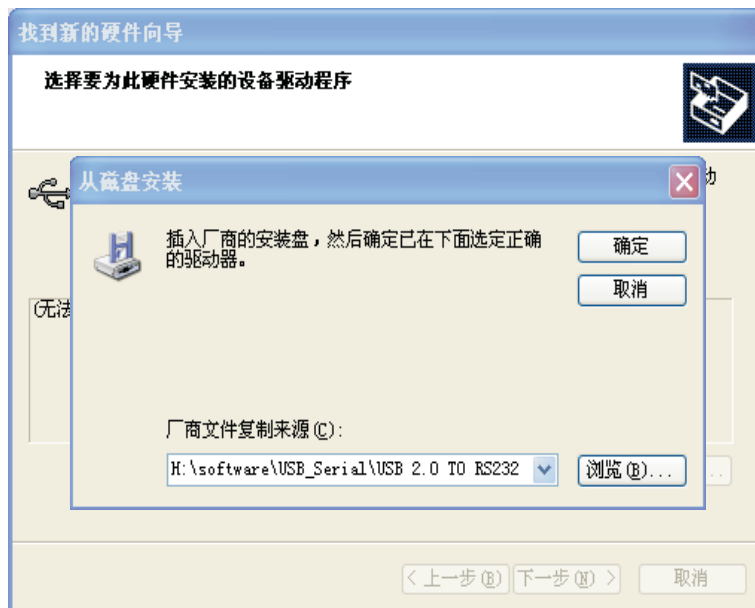 找到新的硬件向导
选择要为此硬件安装的设备驱动程序
动
从磁盘安装
插入厂商的安装盘，然后确定已在下面选定正确
的驱动器。
确定
取消
(无法
厂商文件复制来源(C):
H:\software\USB_Serial\USB 2.0 TO RS232
浏览(B)...
..
< 上一步(B)
下一步(N) >
取消